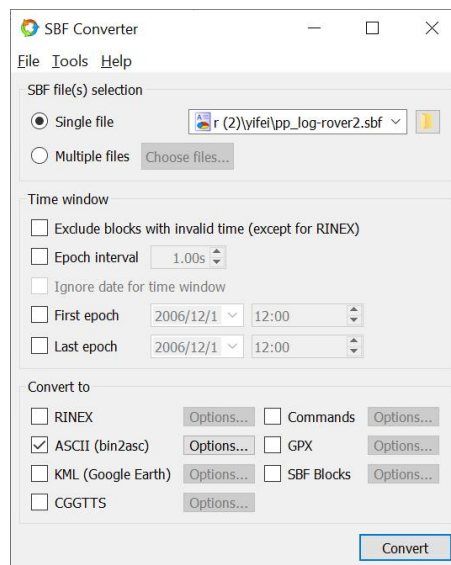 SBF Converter
File Tools Help
SBF file(s) selection
Single file r (2)\yifei\pp_log-rover2.sbf
Multiple files Choose files...
Time window
Exclude blocks with invalid time (except for RINEX)
Epoch interval 1.00s
Ignore date for time window
First epoch 2006/12/1 12:00
Last epoch 2006/12/1 12:00
Convert to
RINEX Options... Commands Options...
ASCII (bin2asc) Options... GPX Options...
KML (Google Earth) Options... SBF Blocks Options...
CGGTTS Options...
Convert